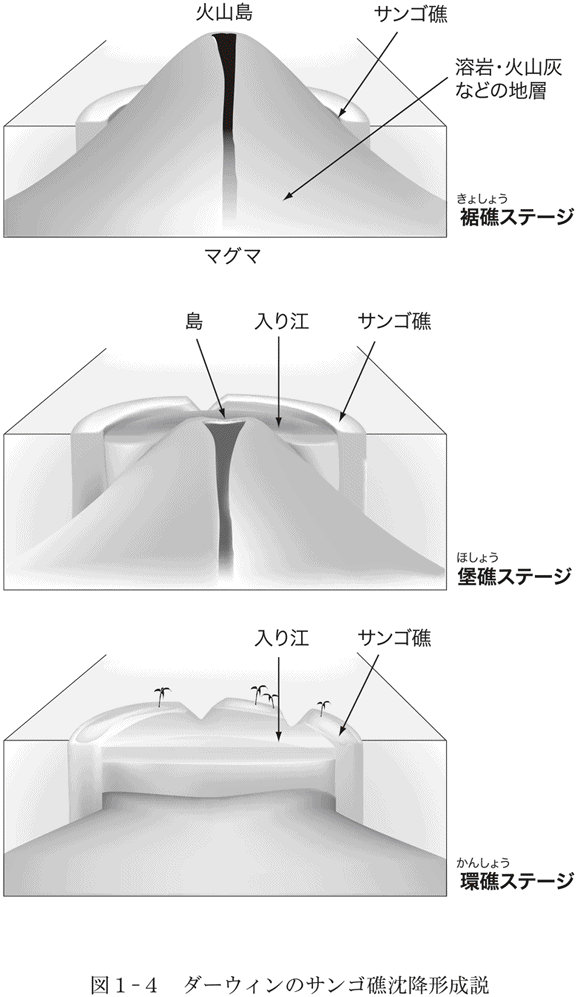 火山島
サンゴ礁
溶岩・火山灰
などの地層
きょしょう
裾礁ステージ
マグマ
島
入り江
サンゴ礁
ほしょう
堡礁ステージ
入り江
サンゴ礁
かんしょう
環礁ステージ
図1-4　ダーウィンのサンゴ礁沈降形成説